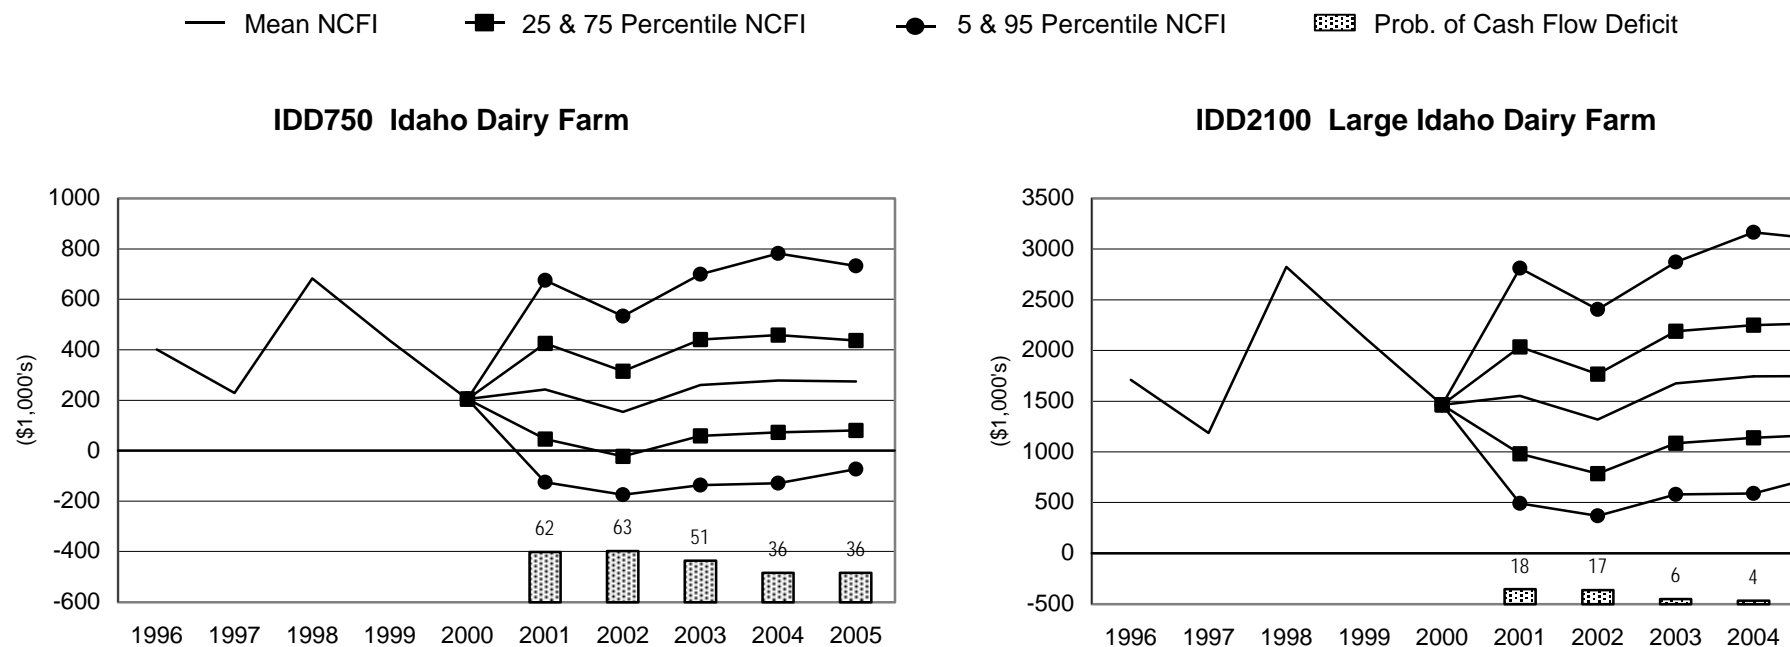 Mean NCFI 25 & 75 Percentile NCFI 5 & 95 Percentile NCFI Prob. of Cash Flow Deficit
IDD750 Idaho Dairy Farm
1000
800
600
400
200
0
-200
-400
-600
($1,000's)
62 63 51 36 36
1996 1997 1998 1999 2000 2001 2002 2003 2004 2005
IDD2100 Large Idaho Dairy Farm
3500
3000
2500
2000
1500
1000
500
0
-500
($1,000's)
18 17 6 4
1996 1997 1998 1999 2000 2001 2002 2003 2004